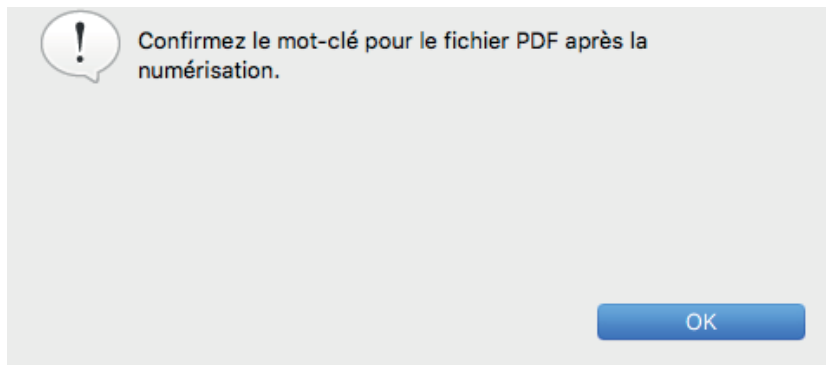 Confirmez le mot-clé pour le fichier PDF après la
numérisation.
OK